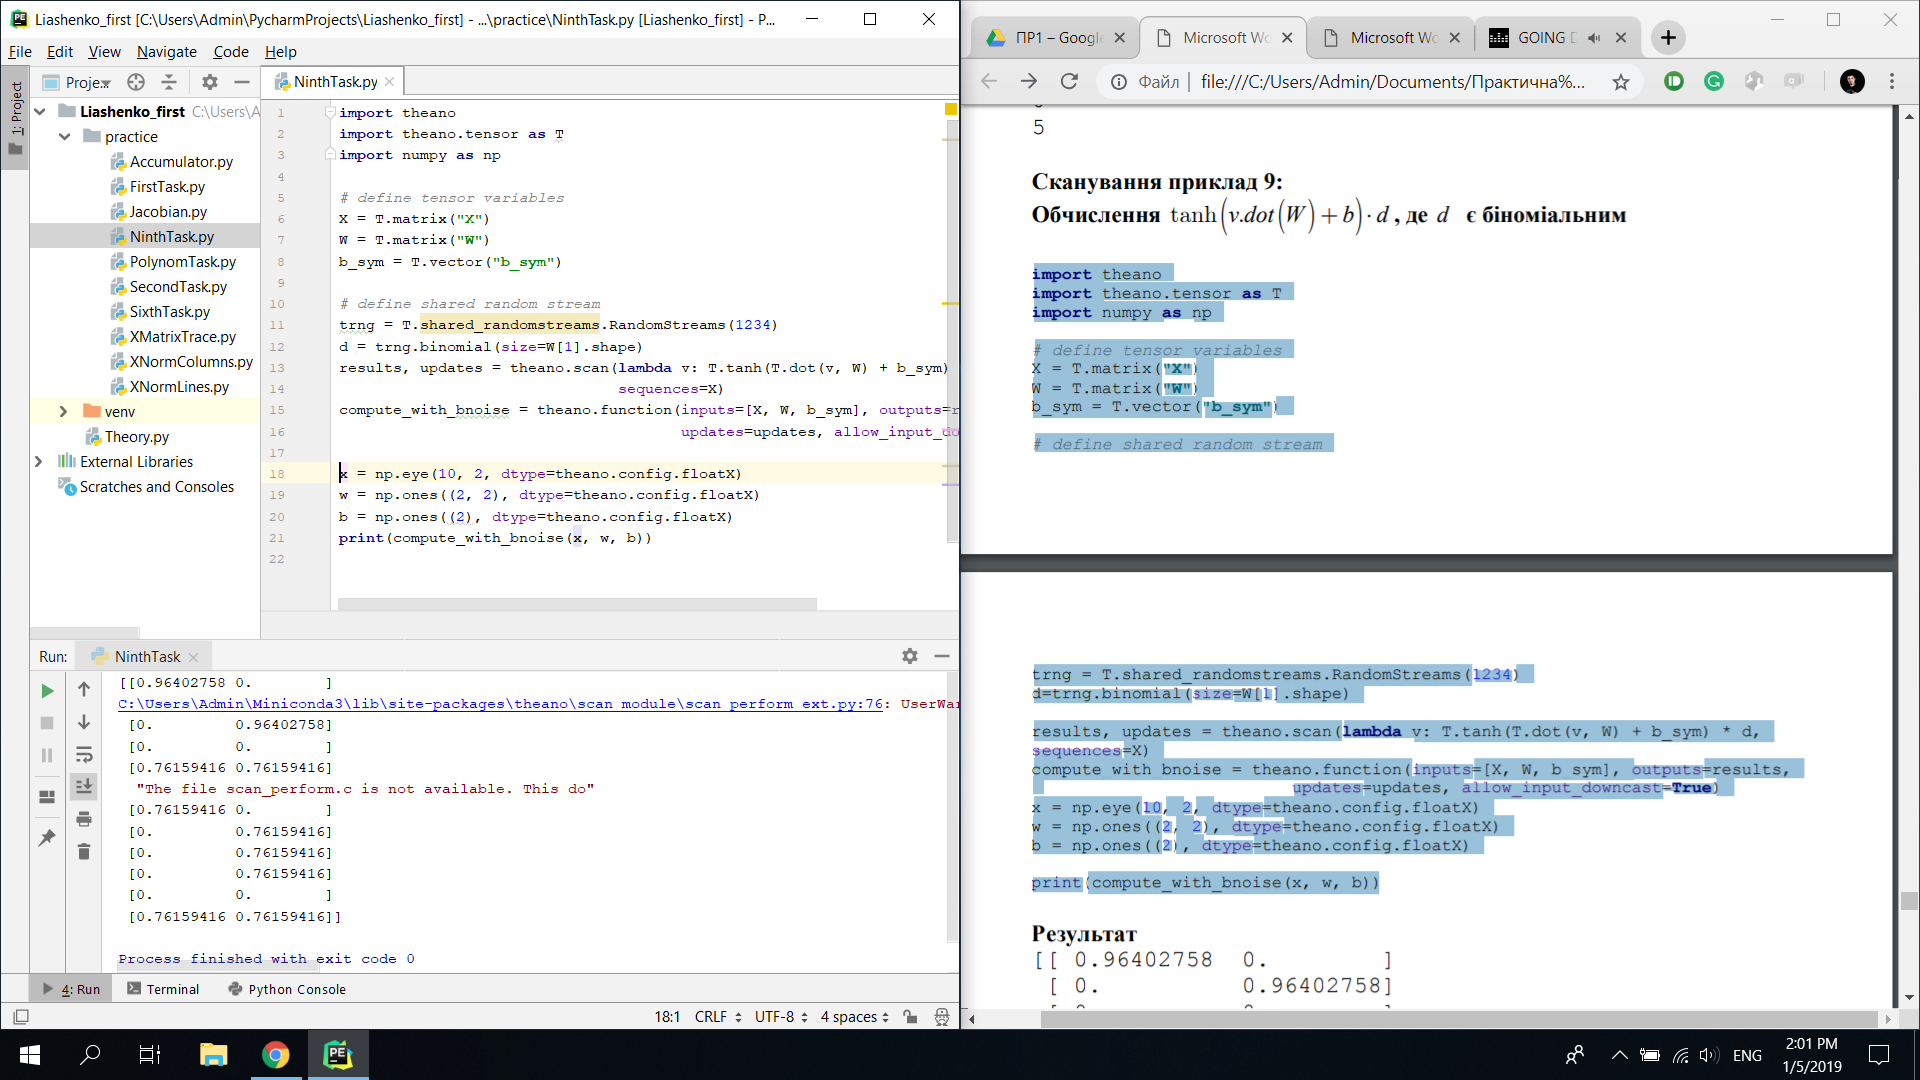 Liashenko_first [C:\Users\Admin\PycharmProjects\Liashenko_first] - ...\practice\NinthTask.py [Liashenko_first] - P...
File Edit View Navigate Code Help
1: Project
Proje...
NinthTask.py
Liashenko_first C:\Users\A
practice
Accumulator.py
FirstTask.py
Jacobian.py
NinthTask.py
PolynomTask.py
SecondTask.py
SixthTask.py
XMatrixTrace.py
XNormColumns.py
XNormLines.py
venv
Theory.py
External Libraries
Scratches and Consoles
1 import theano
2 import theano.tensor as T
3 import numpy as np
4
5 # define tensor variables
6 X = T.matrix("X")
7 W = T.matrix("W")
8 b_sym = T.vector("b_sym")
9
10 # define shared random stream
11 trng = T.shared_randomstreams.RandomStreams(1234)
12 d = trng.binomial(size=W[1].shape)
13 results, updates = theano.scan(lambda v: T.tanh(T.dot(v, W) + b_sym)
14 sequences=X)
15 compute_with_bnoise = theano.function(inputs=[X, W, b_sym], outputs=r
16 updates=updates, allow_input_do
17
18 x = np.eye(10, 2, dtype=theano.config.floatX)
19 w = np.ones((2, 2), dtype=theano.config.floatX)
20 b = np.ones((2), dtype=theano.config.floatX)
21 print(compute_with_bnoise(x, w, b))
22
Run: NinthTask
[[0.96402758 0. ]
C:\Users\Admin\Miniconda3\lib\site-packages\theano\scan_module\scan_perform_ext.py:76: UserWar
[0. 0.96402758]
[0. 0. ]
[0.76159416 0.76159416]
"The file scan_perform.c is not available. This do"
[0.76159416 0. ]
[0. 0.76159416]
[0. 0.76159416]
[0. 0.76159416]
[0. 0. ]
[0.76159416 0.76159416]]
Process finished with exit code 0
4: Run Terminal Python Console
18:1 CRLF UTF-8 4 spaces
ПР1 – Google Microsoft Wo Microsoft Wo GOING D
Файл | file:///C:/Users/Admin/Documents/Практична%...
5
Сканування приклад 9:
Обчислення tanh(v.dot(W)+b)·d, де d є біноміальним
import theano
import theano.tensor as T
import numpy as np
# define tensor variables
X = T.matrix("X")
W = T.matrix("W")
b_sym = T.vector("b_sym")
# define shared random stream
trng = T.shared_randomstreams.RandomStreams(1234)
d=trng.binomial(size=W[1].shape)
results, updates = theano.scan(lambda v: T.tanh(T.dot(v, W) + b_sym) * d,
sequences=X)
compute_with_bnoise = theano.function(inputs=[X, W, b_sym], outputs=results,
updates=updates, allow_input_downcast=True)
x = np.eye(10, 2, dtype=theano.config.floatX)
w = np.ones((2, 2), dtype=theano.config.floatX)
b = np.ones((2), dtype=theano.config.floatX)
print(compute_with_bnoise(x, w, b))
Результат
[[ 0.96402758 0. ]
[ 0. 0.96402758]
ENG
2:01 PM
1/5/2019